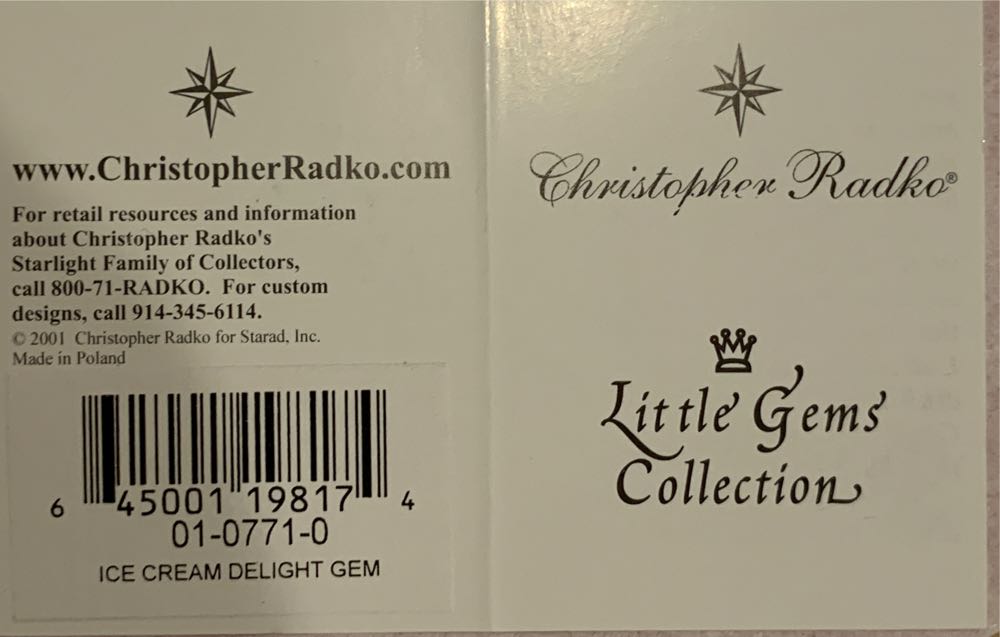 www.ChristopherRadko.com
For retail resources and information
about Christopher Radko's
Starlight Family of Collectors,
call 800-71-RADKO. For custom
designs, call 914-345-6114.
© 2001 Christopher Radko for Starad, Inc.
Made in Poland
6 45001 19817 4
01-0771-0
ICE CREAM DELIGHT GEM
Christopher Radko®
Little Gems
Collection